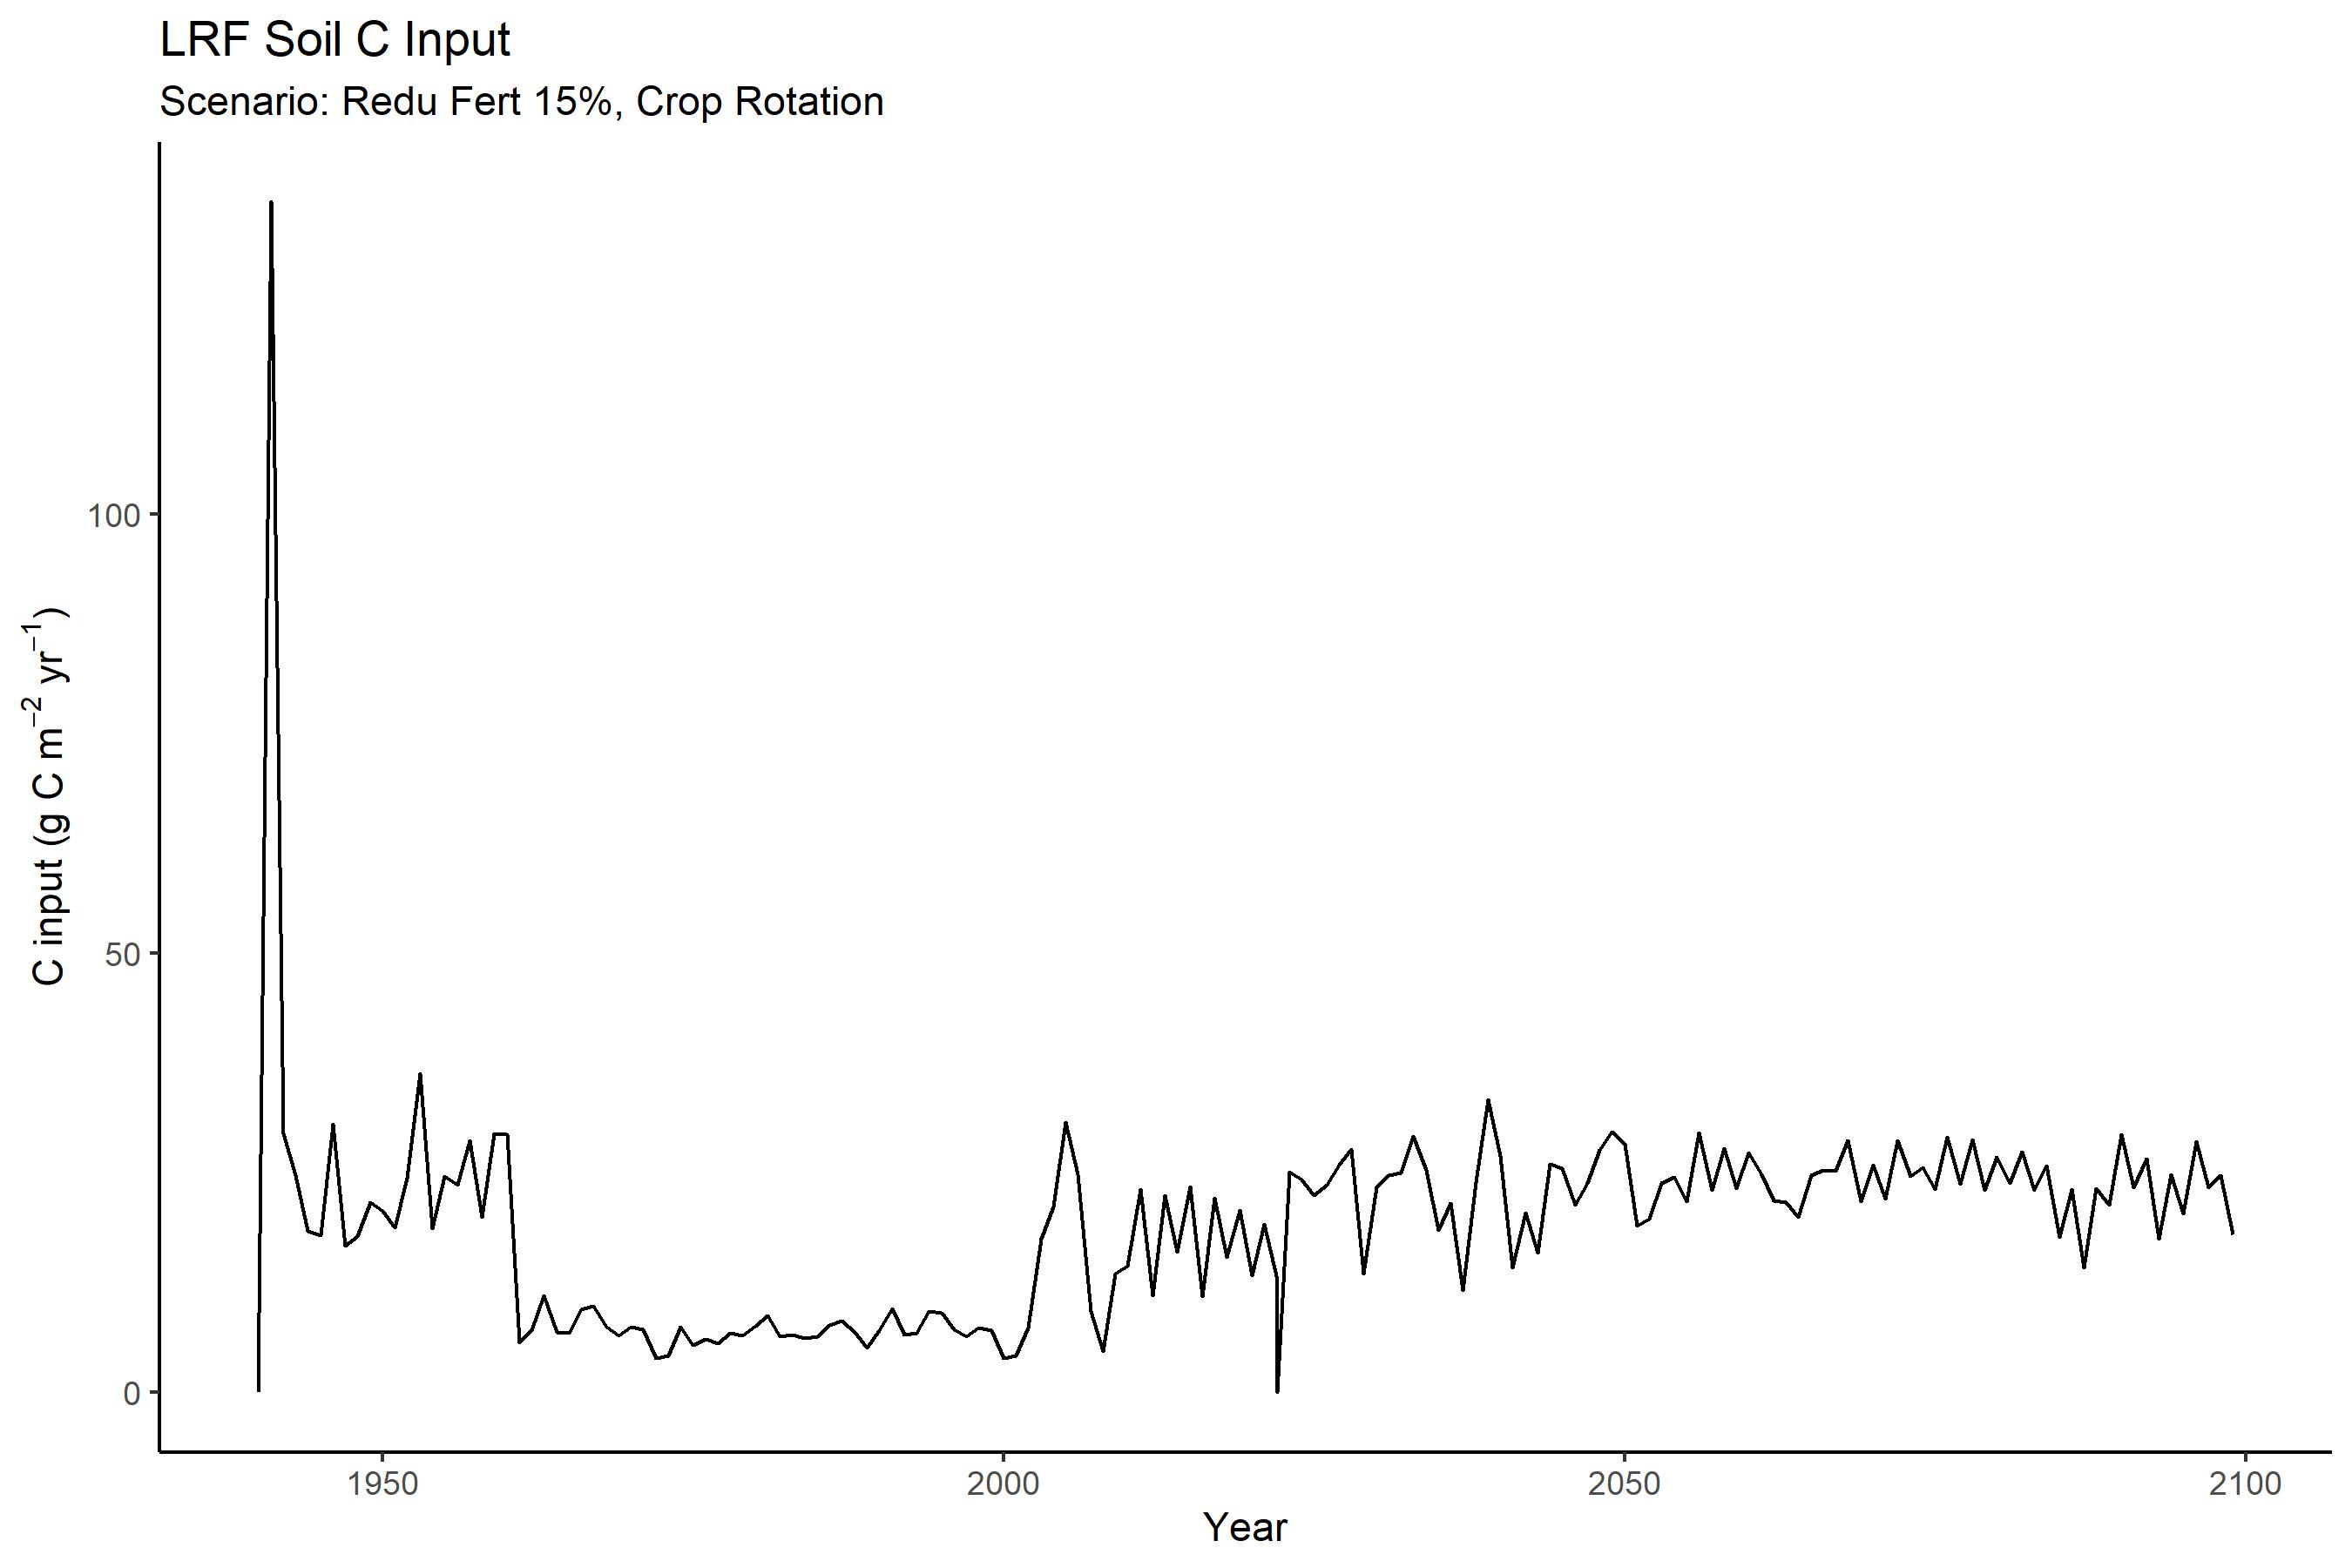 LRF Soil C Input
Scenario: Redu Fert 15%, Crop Rotation
C input (g C m⁻² yr⁻¹)
100
50
0
1950
2000
2050
2100
Year